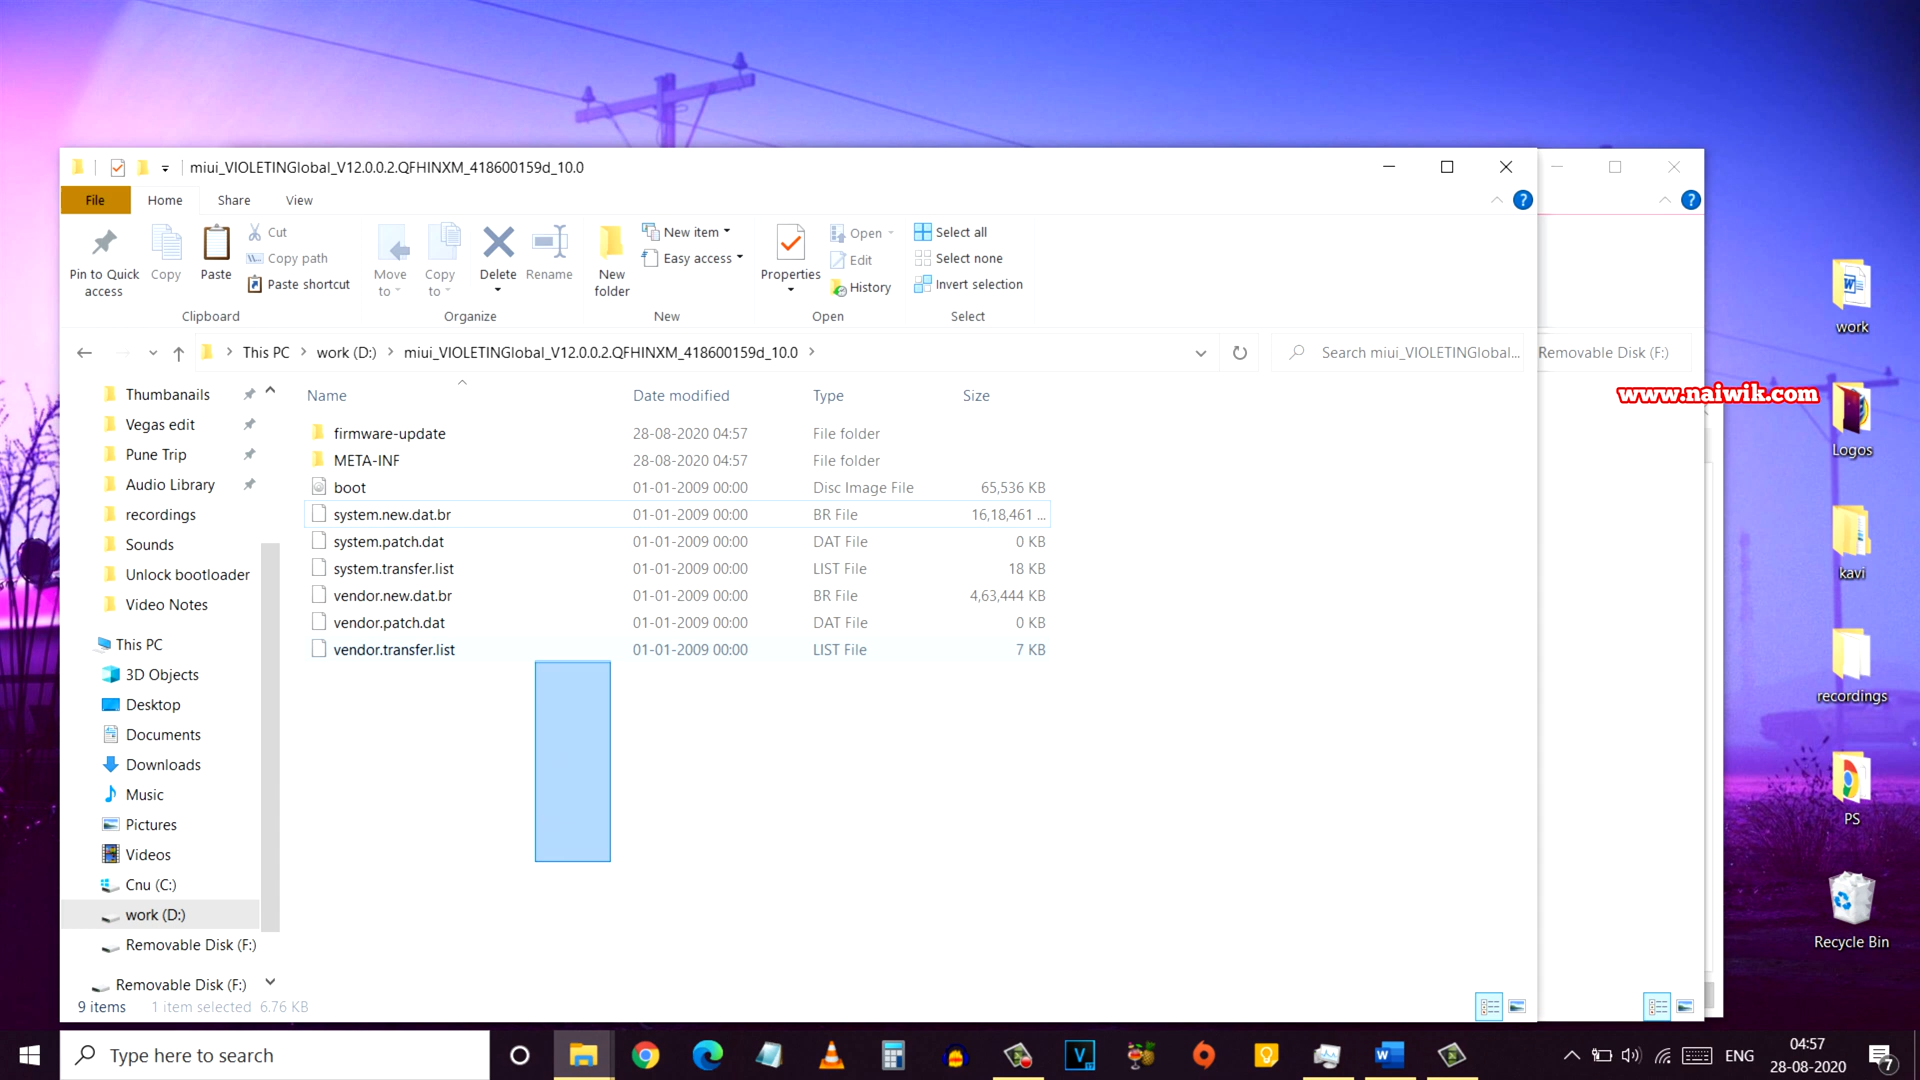 miui_VIOLETINGlobal_V12.0.0.2.QFHINXM_418600159d_10.0
File Home Share View
Pin to Quick access
Copy
Paste
Cut
Copy path
Paste shortcut
Clipboard
Move to
Copy to
Delete
Rename
Organize
New folder
New item
Easy access
New
Properties
Open
Edit
History
Open
Select all
Select none
Invert selection
Select
This PC work (D:) miui_VIOLETINGlobal_V12.0.0.2.QFHINXM_418600159d_10.0
Search miui_VIOLETINGlobal...
Removable Disk (F:)
Thumbanails
Vegas edit
Pune Trip
Audio Library
recordings
Sounds
Unlock bootloader
Video Notes
This PC
3D Objects
Desktop
Documents
Downloads
Music
Pictures
Videos
Cnu (C:)
work (D:)
Removable Disk (F:)
Removable Disk (F:)
Name Date modified Type Size
firmware-update 28-08-2020 04:57 File folder
META-INF 28-08-2020 04:57 File folder
boot 01-01-2009 00:00 Disc Image File 65,536 KB
system.new.dat.br 01-01-2009 00:00 BR File 16,18,461 ...
system.patch.dat 01-01-2009 00:00 DAT File 0 KB
system.transfer.list 01-01-2009 00:00 LIST File 18 KB
vendor.new.dat.br 01-01-2009 00:00 BR File 4,63,444 KB
vendor.patch.dat 01-01-2009 00:00 DAT File 0 KB
vendor.transfer.list 01-01-2009 00:00 LIST File 7 KB
9 items 1 item selected 6.76 KB
www.naiwik.com
work
Logos
kavi
recordings
PS
Recycle Bin
Type here to search
ENG
04:57
28-08-2020
7